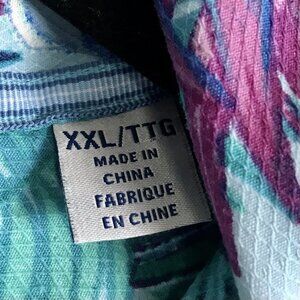 XXL/TTG
MADE IN
CHINA
FABRIQUE
EN CHINE